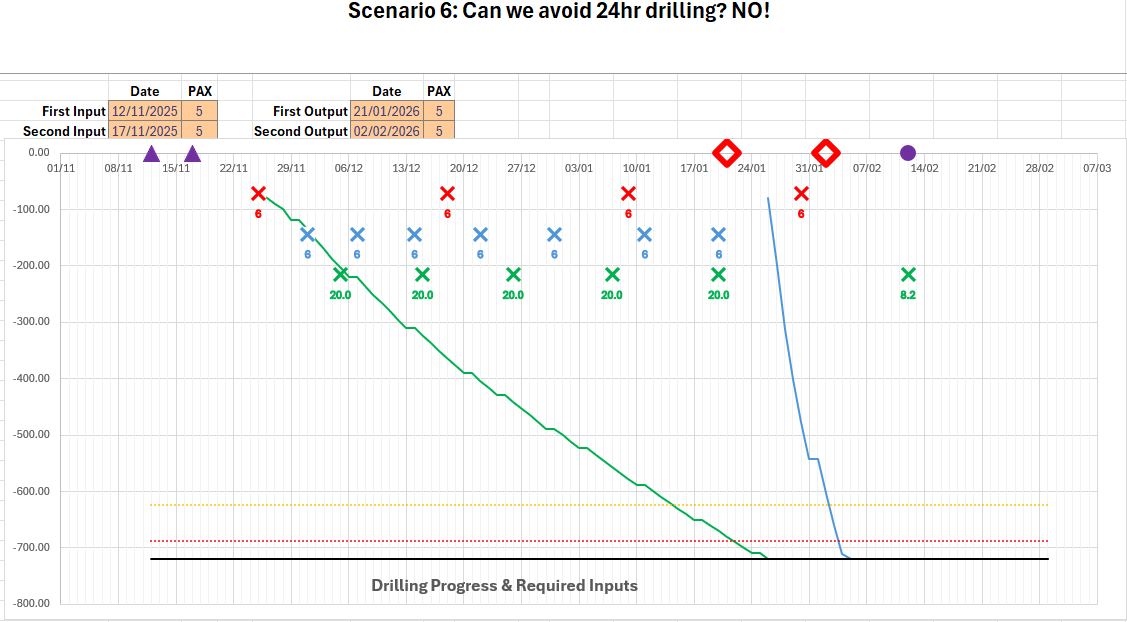 Scenario 6: Can we avoid 24hr drilling? NO!
Date PAX Date PAX
First Input 12/11/2025 5 First Output 21/01/2026 5
Second Input 17/11/2025 5 Second Output 02/02/2026 5
0.00
01/11 08/11 15/11 22/11 29/11 06/12 13/12 20/12 27/12 03/01 10/01 17/01 24/01 31/01 07/02 14/02 21/02 28/02 07/03
-100.00
6 6 6 6
6 6 6 6 6 6 6
-200.00
20.0 20.0 20.0 20.0 20.0 8.2
-300.00
-400.00
-500.00
-600.00
-700.00
Drilling Progress & Required Inputs
-800.00